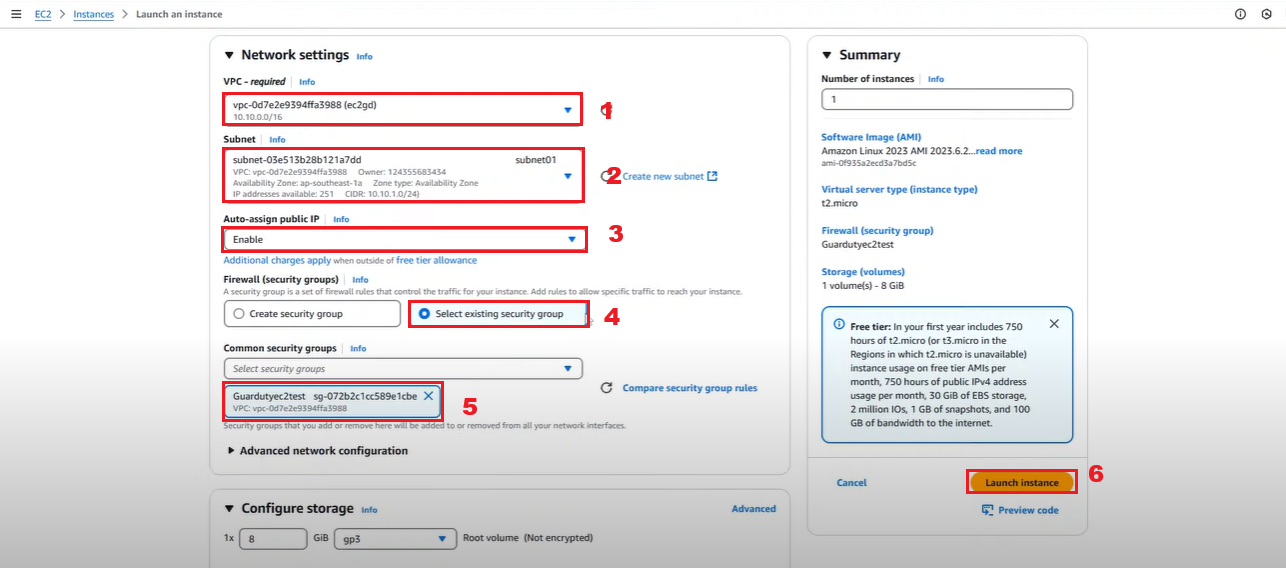 EC2 > Instances > Launch an instance
Network settings Info
VPC - required Info
vpc-0d7e2e9394ffa3988 (ec2gd)
10.10.0.0/16
1
Subnet Info
subnet-03e513b28b121a7dd subnet01
VPC: vpc-0d7e2e9394ffa3988 Owner: 124355683434
Availability Zone: ap-southeast-1a Zone type: Availability Zone
IP addresses available: 251 CIDR: 10.10.1.0/24)
2
Create new subnet
Auto-assign public IP Info
Enable
3
Additional charges apply when outside of free tier allowance
Firewall (security groups) Info
A security group is a set of firewall rules that control the traffic for your instance. Add rules to allow specific traffic to reach your instance.
Create security group
Select existing security group
4
Common security groups Info
Select security groups
Compare security group rules
Guardutyec2test sg-072b2c1cc589e1cbe
VPC: vpc-0d7e2e9394ffa3988
5
Security groups that you add or remove here will be added to or removed from all your network interfaces.
Advanced network configuration
Configure storage Info
Advanced
1x 8 GiB gp3 Root volume (Not encrypted)
Summary
Number of instances Info
1
Software Image (AMI)
Amazon Linux 2023 AMI 2023.6.2...read more
ami-0f935a2ecd3a7bd5c
Virtual server type (instance type)
t2.micro
Firewall (security group)
Guardutyec2test
Storage (volumes)
1 volume(s) - 8 GiB
Free tier: In your first year includes 750
hours of t2.micro (or t3.micro in the
Regions in which t2.micro is unavailable)
instance usage on free tier AMIs per
month, 750 hours of public IPv4 address
usage per month, 30 GiB of EBS storage,
2 million IOs, 1 GB of snapshots, and 100
GB of bandwidth to the internet.
Cancel
Launch instance
6
Preview code